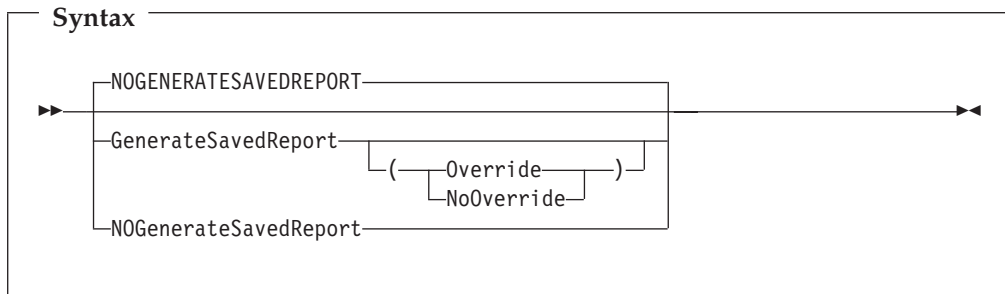 Syntax
NOGENERATESAVEDREPORT
GenerateSavedReport
( Override )
NoOverride
NOGenerateSavedReport